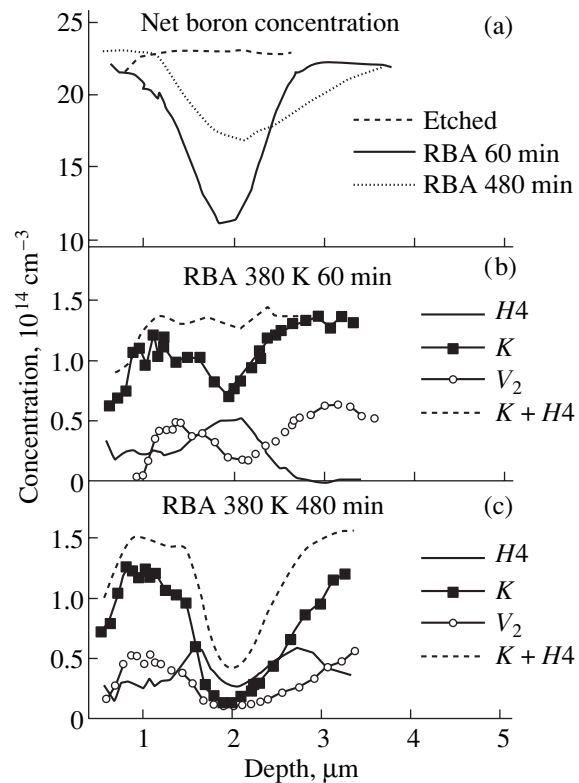 Net boron concentration
(a)
25
20
15
10
Etched
RBA 60 min
RBA 480 min
Concentration, 10¹⁴ cm⁻³
RBA 380 K 60 min
(b)
1.5
1.0
0.5
0
H4
K
V₂
K + H4
RBA 380 K 480 min
(c)
1.5
1.0
0.5
0
H4
K
V₂
K + H4
1 2 3 4 5
Depth, μm